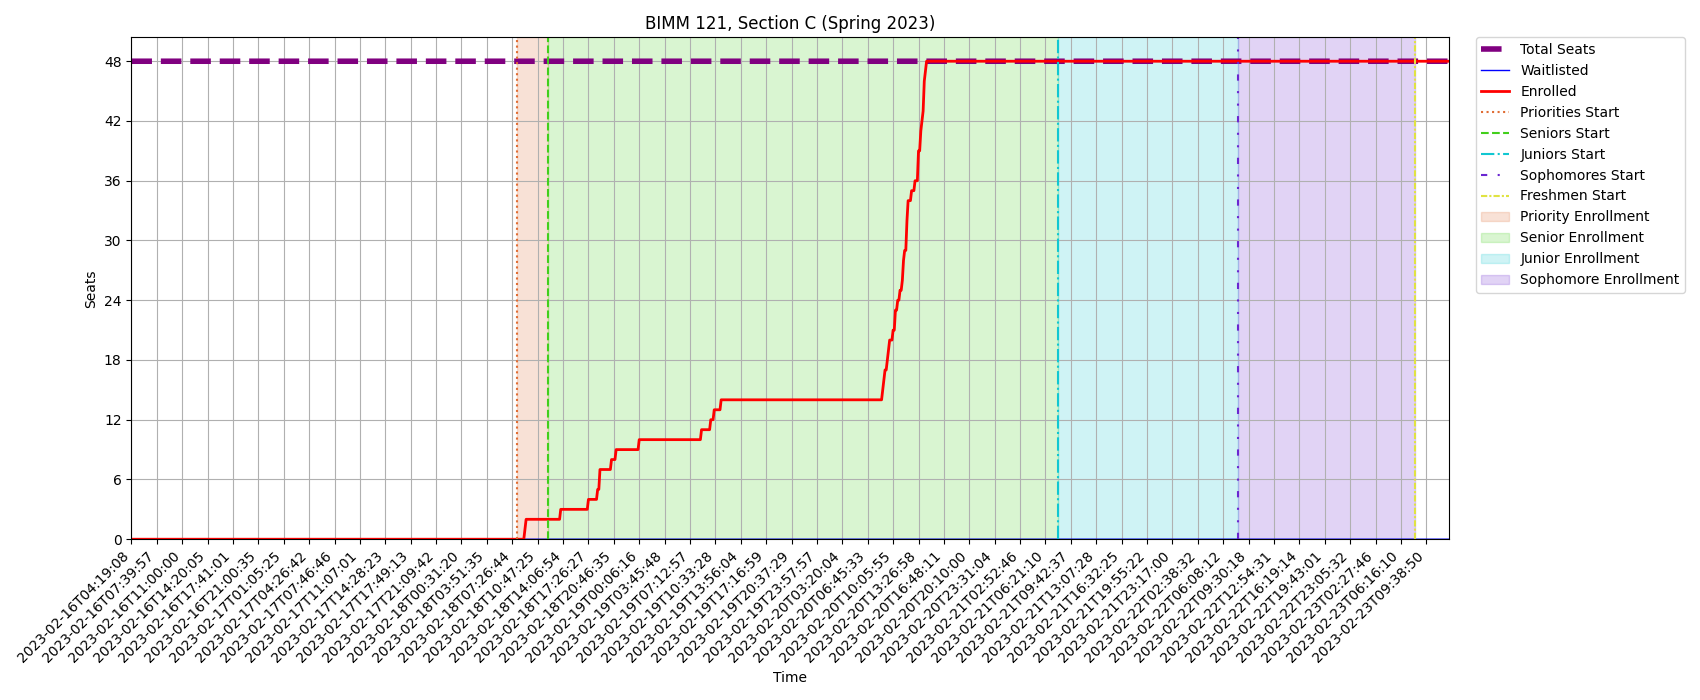 BIMM 121, Section C (Spring 2023)
Total Seats
Waitlisted
Enrolled
Priorities Start
Seniors Start
Juniors Start
Sophomores Start
Freshmen Start
Priority Enrollment
Senior Enrollment
Junior Enrollment
Sophomore Enrollment
Seats
48
42
36
30
24
18
12
6
0
2023-02-16T04:19:08
2023-02-16T07:39:57
2023-02-16T11:00:00
2023-02-16T14:20:05
2023-02-16T17:41:01
2023-02-16T21:00:35
2023-02-17T01:05:25
2023-02-17T04:26:42
2023-02-17T07:46:46
2023-02-17T11:07:01
2023-02-17T14:28:23
2023-02-17T17:49:13
2023-02-17T21:09:42
2023-02-18T00:31:20
2023-02-18T03:51:35
2023-02-18T07:26:44
2023-02-18T10:47:25
2023-02-18T14:06:54
2023-02-18T17:26:27
2023-02-18T20:46:35
2023-02-19T00:06:16
2023-02-19T03:45:48
2023-02-19T07:12:57
2023-02-19T10:33:28
2023-02-19T13:56:04
2023-02-19T17:16:59
2023-02-19T20:37:29
2023-02-19T23:57:57
2023-02-20T03:20:04
2023-02-20T06:45:33
2023-02-20T10:05:55
2023-02-20T13:26:58
2023-02-20T16:48:11
2023-02-20T20:10:00
2023-02-20T23:31:04
2023-02-21T02:52:46
2023-02-21T06:21:10
2023-02-21T09:42:37
2023-02-21T13:07:28
2023-02-21T16:32:25
2023-02-21T19:55:22
2023-02-21T23:17:00
2023-02-22T02:38:32
2023-02-22T06:08:12
2023-02-22T09:30:18
2023-02-22T12:54:31
2023-02-22T16:19:14
2023-02-22T19:43:01
2023-02-22T23:05:32
2023-02-23T02:27:46
2023-02-23T06:16:10
2023-02-23T09:38:50
Time